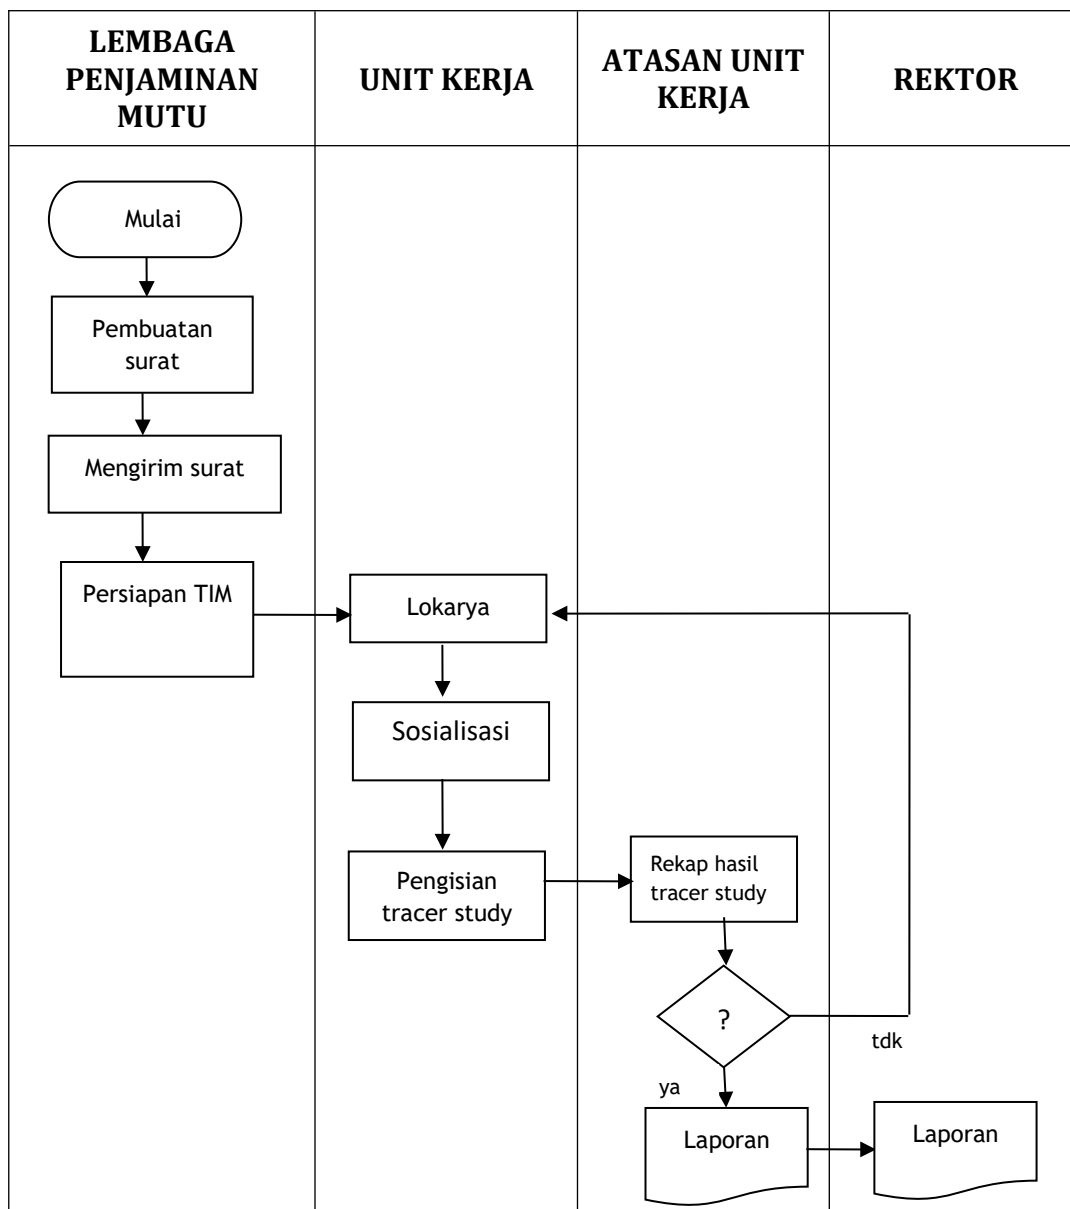 LEMBAGA
PENJAMINAN
MUTU
UNIT KERJA
ATASAN UNIT
KERJA
REKTOR
Mulai
Pembuatan
surat
Mengirim surat
Persiapan TIM
Lokarya
Sosialisasi
Pengisian
tracer study
Rekap hasil
tracer study
?
tdk
ya
Laporan
Laporan